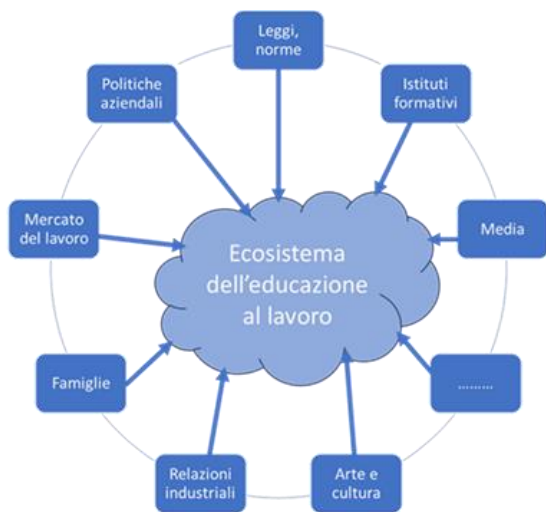 Leggi,
norme
Istituti
formativi
Media
………
Arte e
cultura
Relazioni
industriali
Famiglie
Mercato
del lavoro
Politiche
aziendali
Ecosistema
dell'educazione
al lavoro